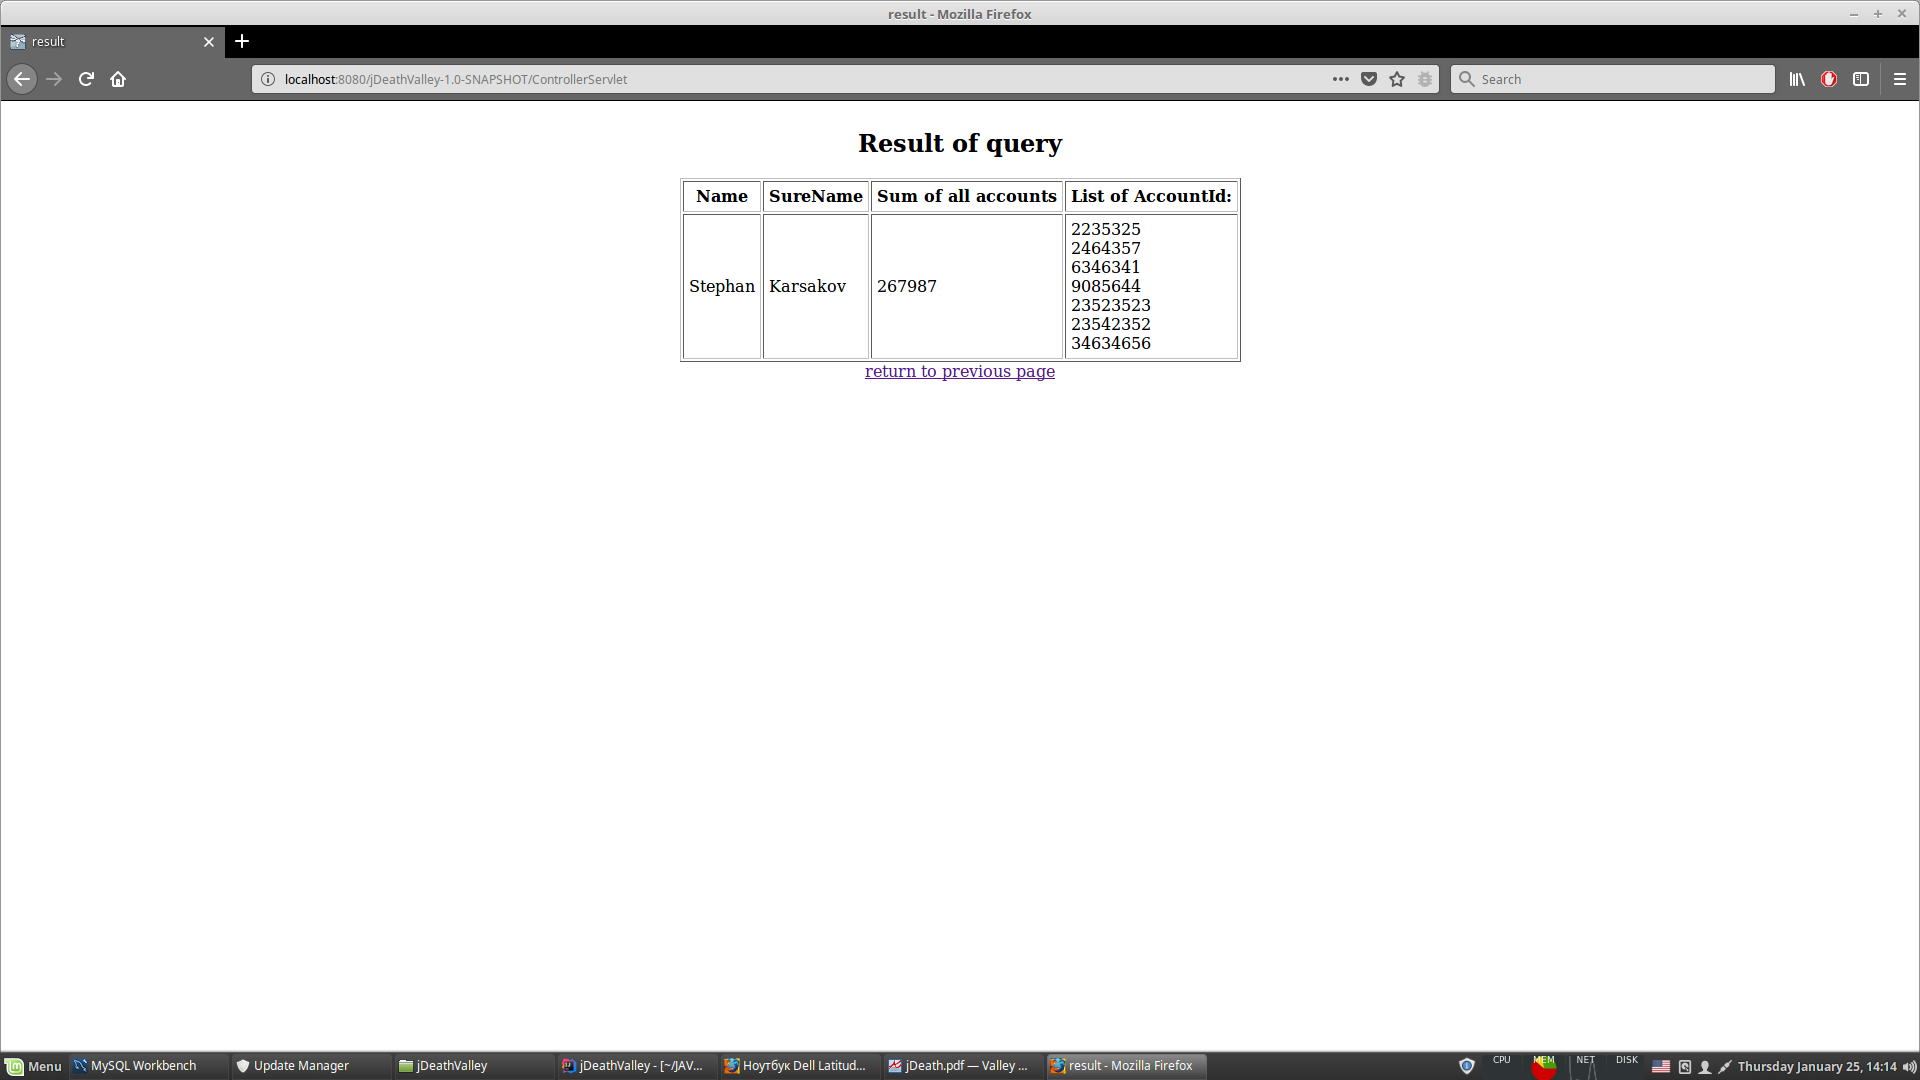 result - Mozilla Firefox
result
localhost:8080/jDeathValley-1.0-SNAPSHOT/ControllerServlet
Search
Result of query
Name SureName Sum of all accounts List of AccountId:
Stephan Karsakov 267987
2235325
2464357
6346341
9085644
23523523
23542352
34634656
return to previous page
Menu MySQL Workbench Update Manager jDeathValley jDeathValley - [~/JAV... Ноутбук Dell Latitud... jDeath.pdf — Valley ... result - Mozilla Firefox CPU MEM NET DISK Thursday January 25, 14:14